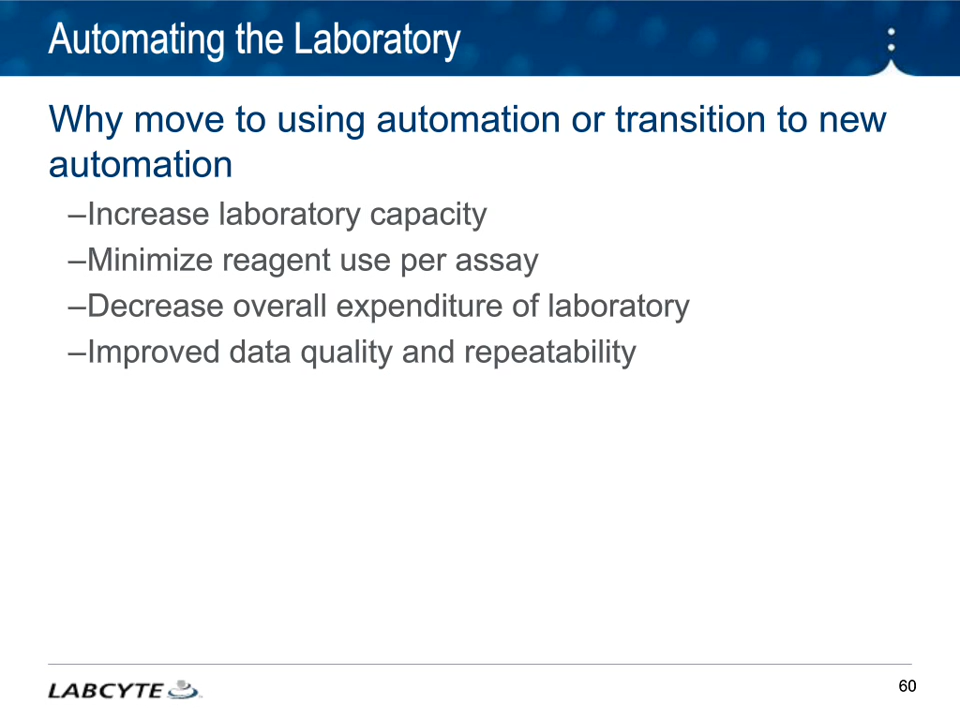 Automating the Laboratory
Why move to using automation or transition to new
automation
–Increase laboratory capacity
–Minimize reagent use per assay
–Decrease overall expenditure of laboratory
–Improved data quality and repeatability
LABCYTE
60